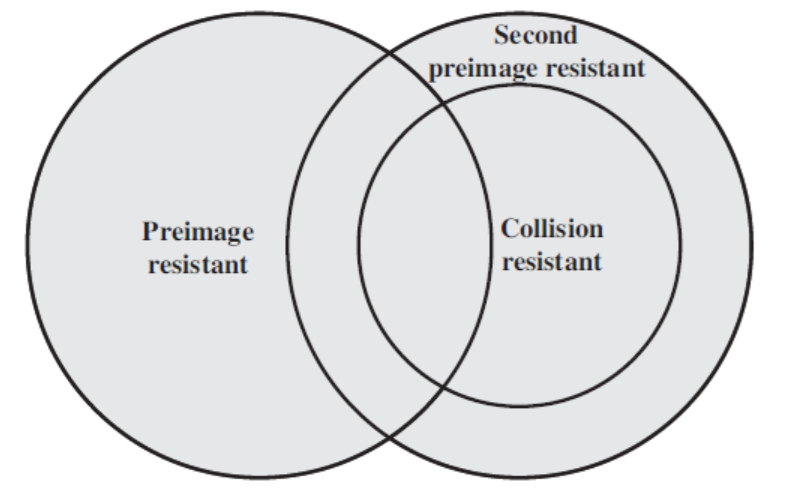 Second
preimage resistant
Preimage
resistant
Collision
resistant